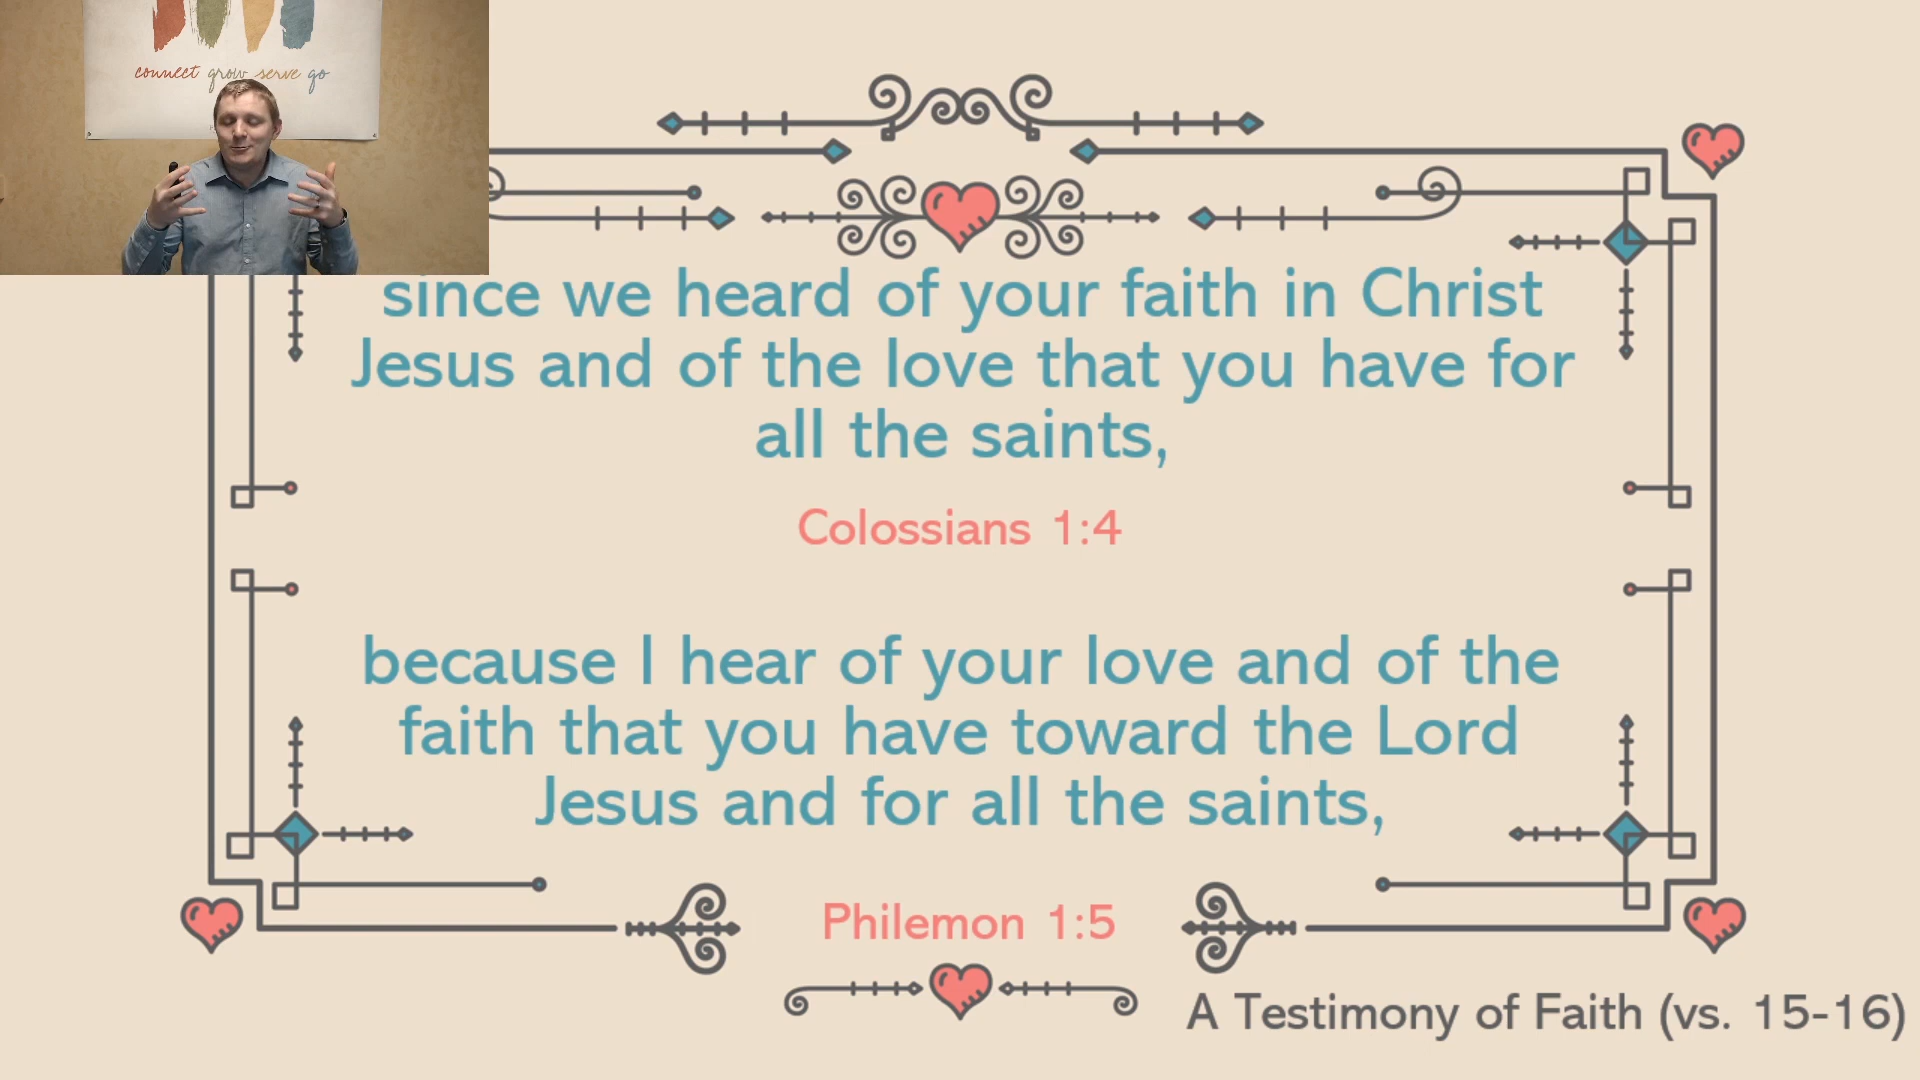 connect grow serve go
since we heard of your faith in Christ
Jesus and of the love that you have for
all the saints,
Colossians 1:4
because I hear of your love and of the
faith that you have toward the Lord
Jesus and for all the saints,
Philemon 1:5
A Testimony of Faith (vs. 15-16)